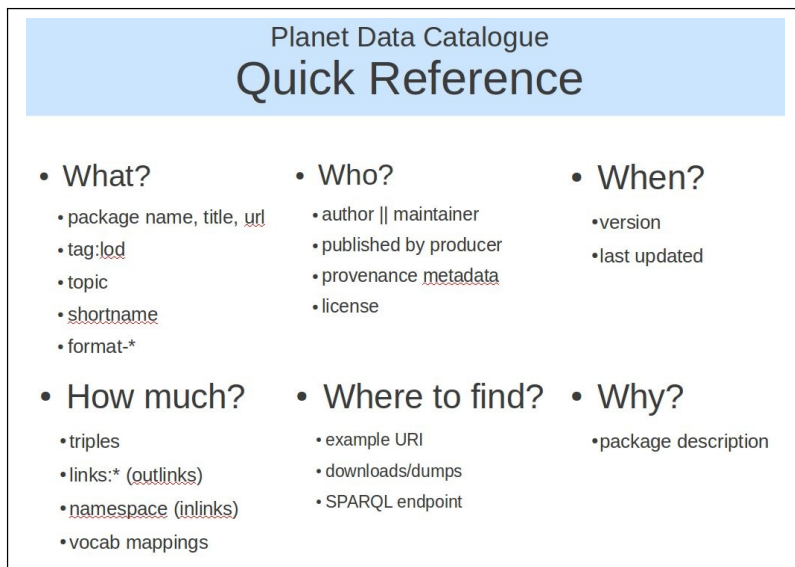 Planet Data Catalogue
Quick Reference
• What?
• package name, title, url
• tag:lod
• topic
• shortname
• format-*
• Who?
• author || maintainer
• published by producer
• provenance metadata
• license
• When?
• version
• last updated
• How much?
• triples
• links:* (outlinks)
• namespace (inlinks)
• vocab mappings
• Where to find?
• example URI
• downloads/dumps
• SPARQL endpoint
• Why?
• package description